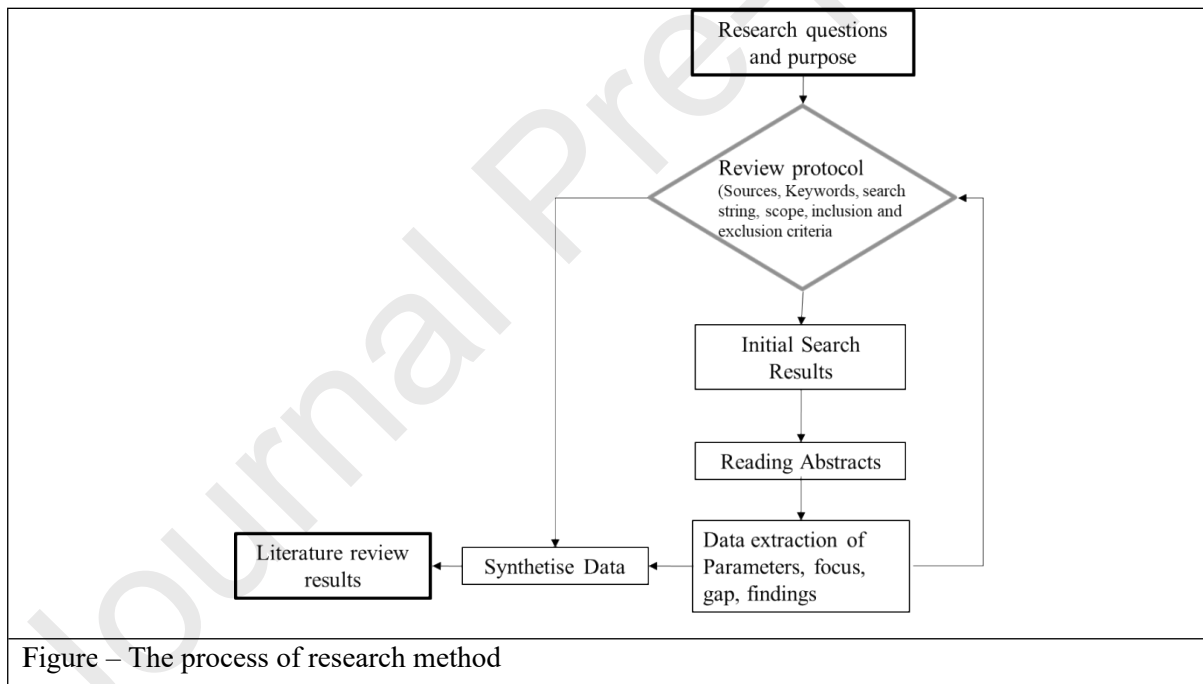 Research questions
and purpose
Review protocol
(Sources, Keywords, search
string, scope, inclusion and
exclusion criteria
Initial Search
Results
Reading Abstracts
Data extraction of
Parameters, focus,
gap, findings
Synthetise Data
Literature review
results
Figure – The process of research method
Journal Pre-